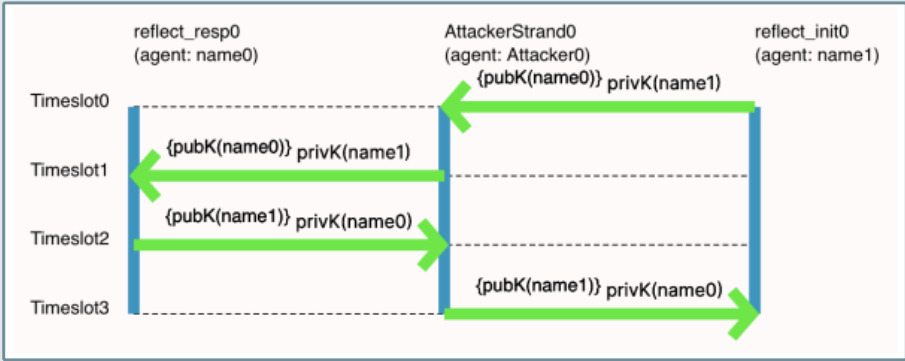 reflect_resp0 AttackerStrand0 reflect_init0
(agent: name0) (agent: Attacker0) (agent: name1)
{pubK(name0)} privK(name1)
Timeslot0
{pubK(name0)} privK(name1)
Timeslot1
{pubK(name1)} privK(name0)
Timeslot2
{pubK(name1)} privK(name0)
Timeslot3